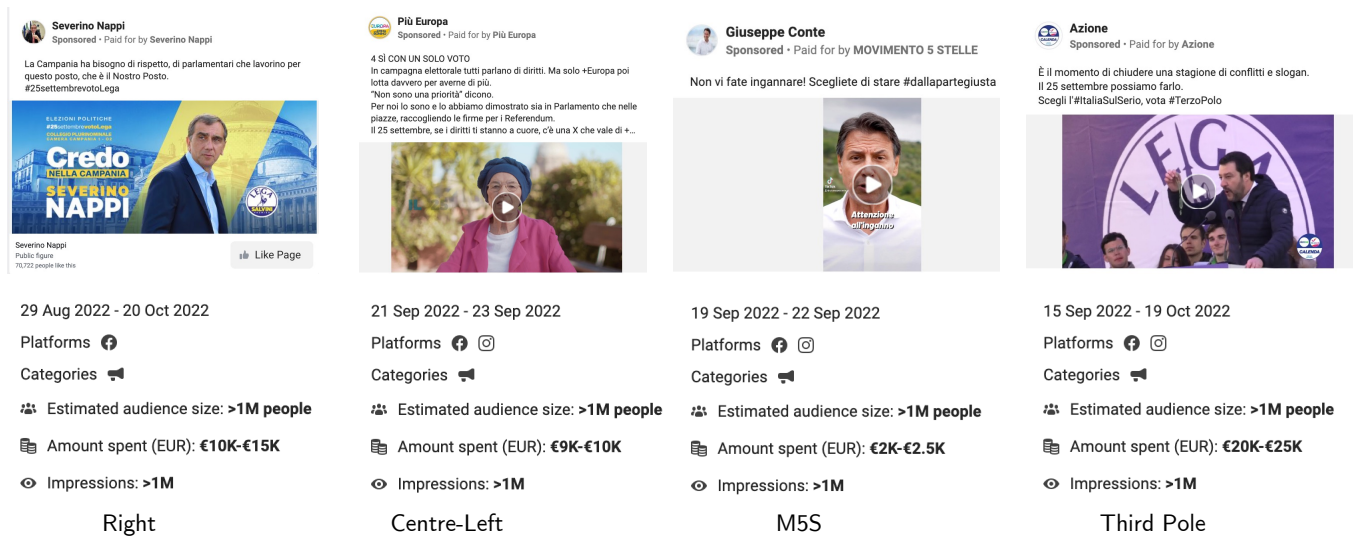 Severino Nappi
Sponsored • Paid for by Severino Nappi
La Campania ha bisogno di rispetto, di parlamentari che lavorino per
questo posto, che è il Nostro Posto.
#25settembrevotoLega
ELEZIONI POLITICHE
#25settembrevotoLega
COLLEGIO PLURINOMINALE
CAMERA CAMPANIA
Credo
NELLA CAMPANIA
SEVERINO
NAPPI
LEGA
SALVINI
Severino Nappi
Public figure
70,722 people like this
Like Page
29 Aug 2022 - 20 Oct 2022
Platforms
Categories
Estimated audience size: >1M people
Amount spent (EUR): €10K-€15K
Impressions: >1M
Right
Più Europa
Sponsored • Paid for by Più Europa
4 SÌ CON UN SOLO VOTO
In campagna elettorale tutti parlano di diritti. Ma solo +Europa poi
lotta davvero per averne di più.
"Non sono una priorità" dicono.
Per noi lo sono e lo abbiamo dimostrato sia in Parlamento che nelle
piazze, raccogliendo le firme per i Referendum.
Il 25 settembre, se i diritti ti stanno a cuore, c'è una X che vale di +...
21 Sep 2022 - 23 Sep 2022
Platforms
Categories
Estimated audience size: >1M people
Amount spent (EUR): €9K-€10K
Impressions: >1M
Centre-Left
Giuseppe Conte
Sponsored • Paid for by MOVIMENTO 5 STELLE
Non vi fate ingannare! Scegliete di stare #dallapartegiusta
Attenzione
all'inganno
19 Sep 2022 - 22 Sep 2022
Platforms
Categories
Estimated audience size: >1M people
Amount spent (EUR): €2K-€2.5K
Impressions: >1M
M5S
Azione
Sponsored • Paid for by Azione
È il momento di chiudere una stagione di conflitti e slogan.
Il 25 settembre possiamo farlo.
Scegli l'#ItaliaSulSerio, vota #TerzoPolo
LEGA
CALENDA
15 Sep 2022 - 19 Oct 2022
Platforms
Categories
Estimated audience size: >1M people
Amount spent (EUR): €20K-€25K
Impressions: >1M
Third Pole